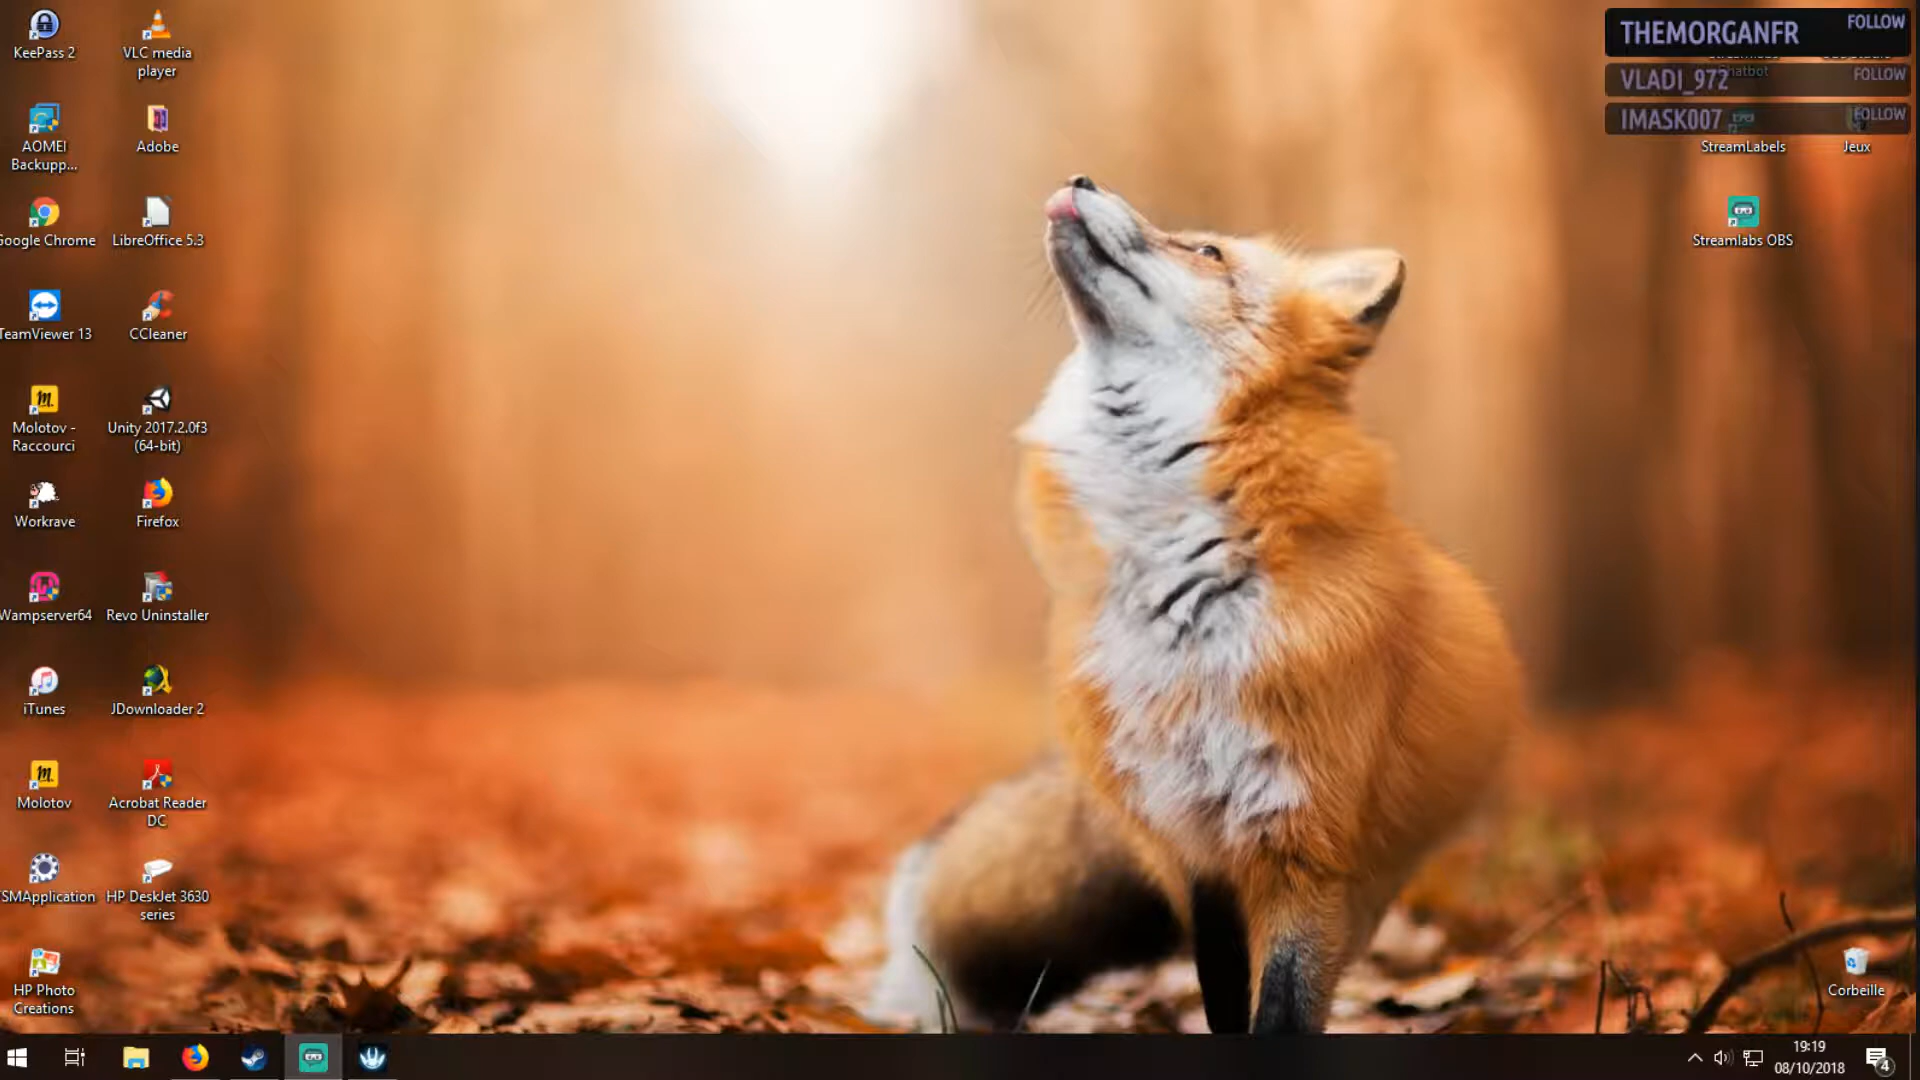 KeePass 2
VLC media
player
AOMEI
Backupp...
Adobe
Google Chrome
LibreOffice 5.3
TeamViewer 13
CCleaner
Molotov -
Raccourci
Unity 2017.2.0f3
(64-bit)
Workrave
Firefox
Wampserver64
Revo Uninstaller
iTunes
JDownloader 2
Molotov
Acrobat Reader
DC
SMApplication
HP DeskJet 3630
series
HP Photo
Creations
THEMORGANFR
FOLLOW
Chatbot
VLADI_972
FOLLOW
IMASK007
FOLLOW
StreamLabels
Jeux
Streamlabs OBS
Corbeille
19:19
08/10/2018
4